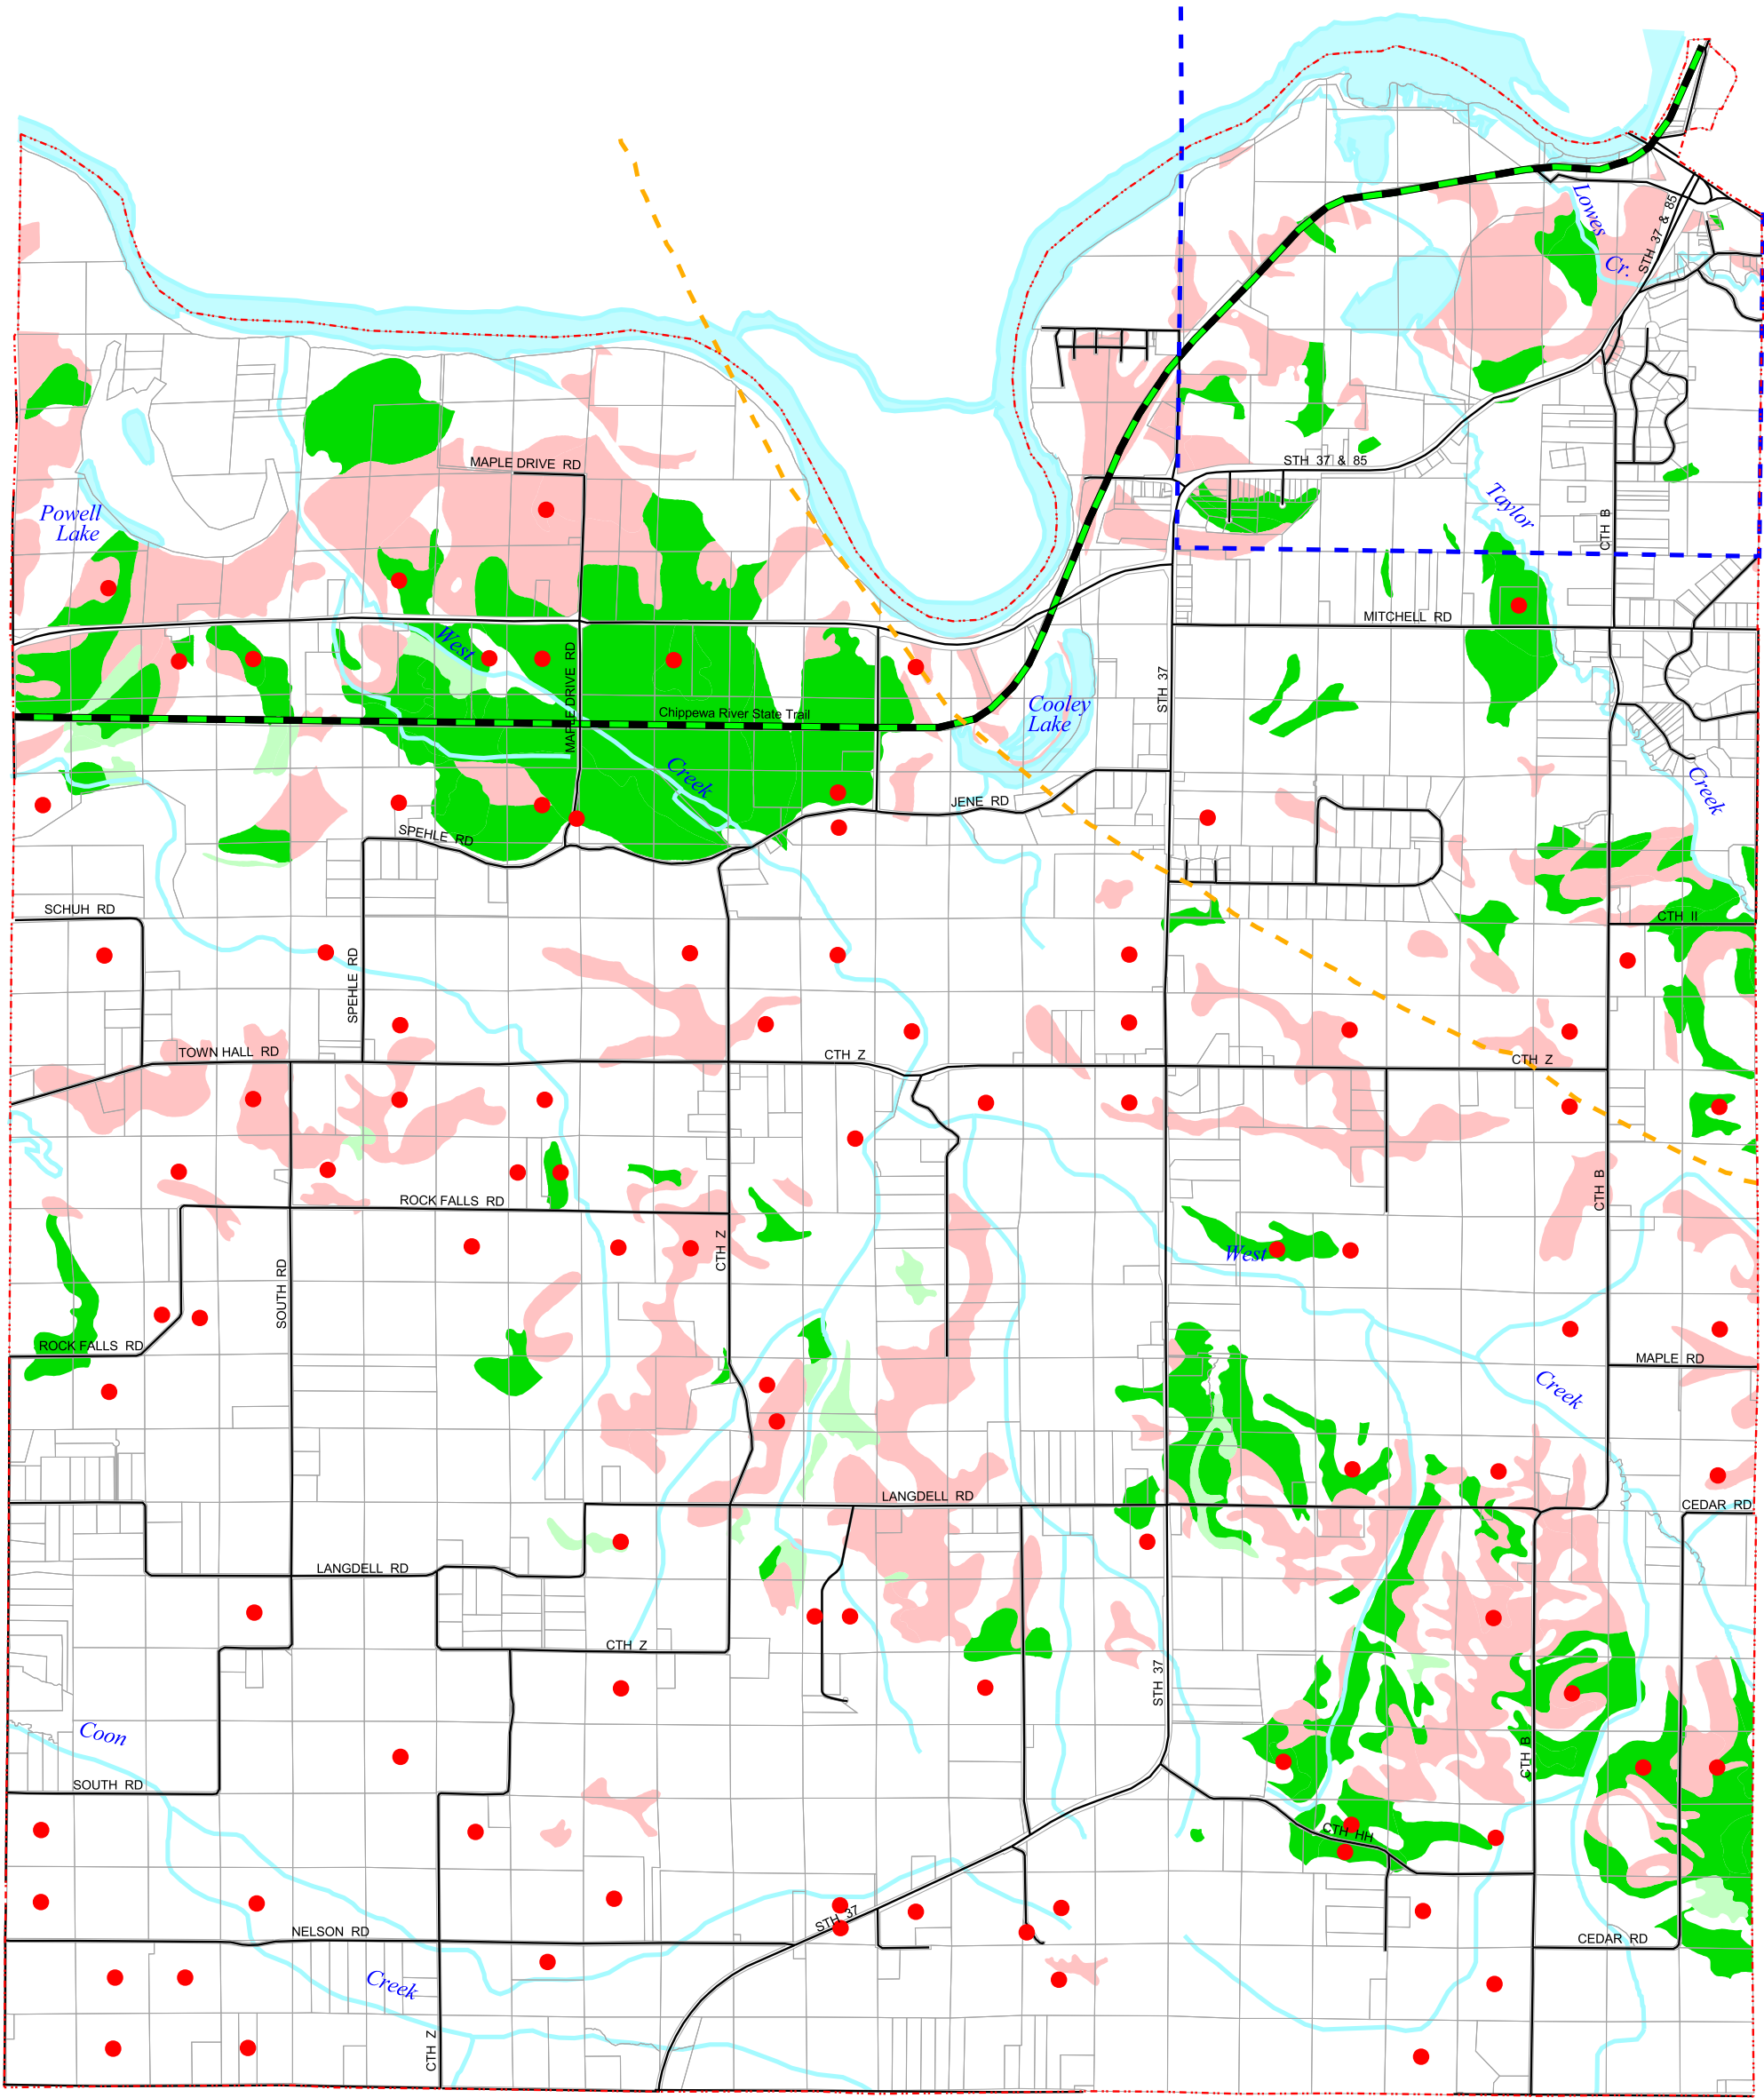 Lowes
Cr.
STH 37 & 85
MAPLE DRIVE RD
STH 37 & 85
Powell
Lake
Taylor
CTH B
MITCHELL RD
West
MAPLE DRIVE RD
STH 37
Cooley
Lake
Chippewa River State Trail
Creek
Creek
JENE RD
SPEHLE RD
SCHUH RD
CTH II
SPEHLE RD
TOWN HALL RD
CTH Z
CTH Z
ROCK FALLS RD
CTH B
CTH Z
West
SOUTH RD
ROCK FALLS RD
MAPLE RD
Creek
LANGDELL RD
CEDAR RD
LANGDELL RD
CTH Z
STH 37
Coon
CTH B
SOUTH RD
CTH HH
STH 37
NELSON RD
CEDAR RD
Creek
CTH Z